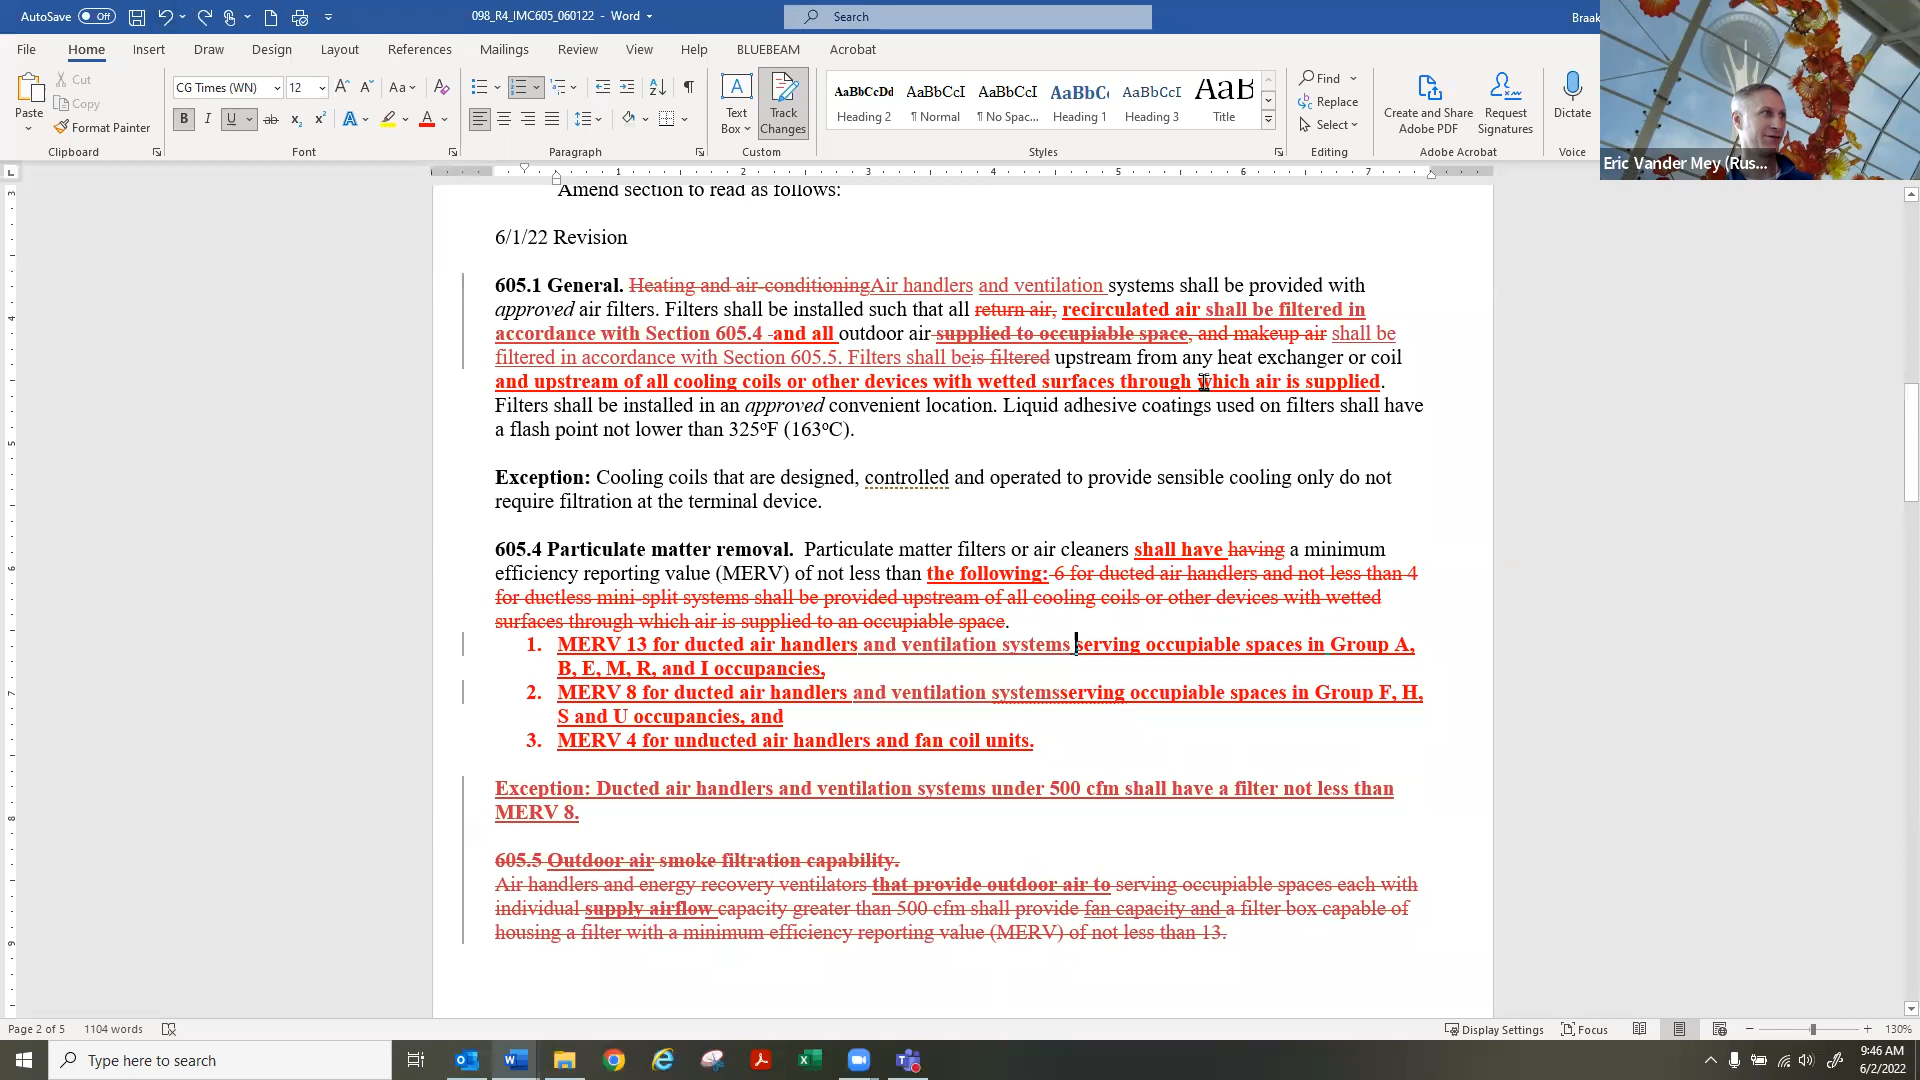 AutoSave Off 098_R4_IMC605_060122 - Word Search Braak
File Home Insert Draw Design Layout References Mailings Review View Help BLUEBEAM Acrobat
Paste Cut Copy Format Painter Clipboard
CG Times (WN) 12 Font
Paragraph
Text Box Track Changes Custom
AaBbCcDd AaBbCcI AaBbCcI AaBbCc AaBbCcI AaBb
Heading 2 ¶ Normal ¶ No Spac... Heading 1 Heading 3 Title
Styles
Find Replace Select Editing
Create and Share Adobe PDF Request Signatures Adobe Acrobat
Dictate Voice
Eric Vander Mey (Rus...
1 2 3 4 5 6 7
Amend section to read as follows:
6/1/22 Revision
605.1 General. Heating and air-conditioningAir handlers and ventilation systems shall be provided with
approved air filters. Filters shall be installed such that all return air, recirculated air shall be filtered in
accordance with Section 605.4 -and all outdoor air supplied to occupiable space, and makeup air shall be
filtered in accordance with Section 605.5. Filters shall beis filtered upstream from any heat exchanger or coil
and upstream of all cooling coils or other devices with wetted surfaces through which air is supplied.
Filters shall be installed in an approved convenient location. Liquid adhesive coatings used on filters shall have
a flash point not lower than 325ºF (163ºC).
Exception: Cooling coils that are designed, controlled and operated to provide sensible cooling only do not
require filtration at the terminal device.
605.4 Particulate matter removal. Particulate matter filters or air cleaners shall have having a minimum
efficiency reporting value (MERV) of not less than the following: 6 for ducted air handlers and not less than 4
for ductless mini-split systems shall be provided upstream of all cooling coils or other devices with wetted
surfaces through which air is supplied to an occupiable space.
1. MERV 13 for ducted air handlers and ventilation systems serving occupiable spaces in Group A,
B, E, M, R, and I occupancies,
2. MERV 8 for ducted air handlers and ventilation systemsserving occupiable spaces in Group F, H,
S and U occupancies, and
3. MERV 4 for unducted air handlers and fan coil units.
Exception: Ducted air handlers and ventilation systems under 500 cfm shall have a filter not less than
MERV 8.
605.5 Outdoor air smoke filtration capability.
Air handlers and energy recovery ventilators that provide outdoor air to serving occupiable spaces each with
individual supply airflow capacity greater than 500 cfm shall provide fan capacity and a filter box capable of
housing a filter with a minimum efficiency reporting value (MERV) of not less than 13.
Page 2 of 5 1104 words Display Settings Focus 130%
Type here to search 9:46 AM
6/2/2022